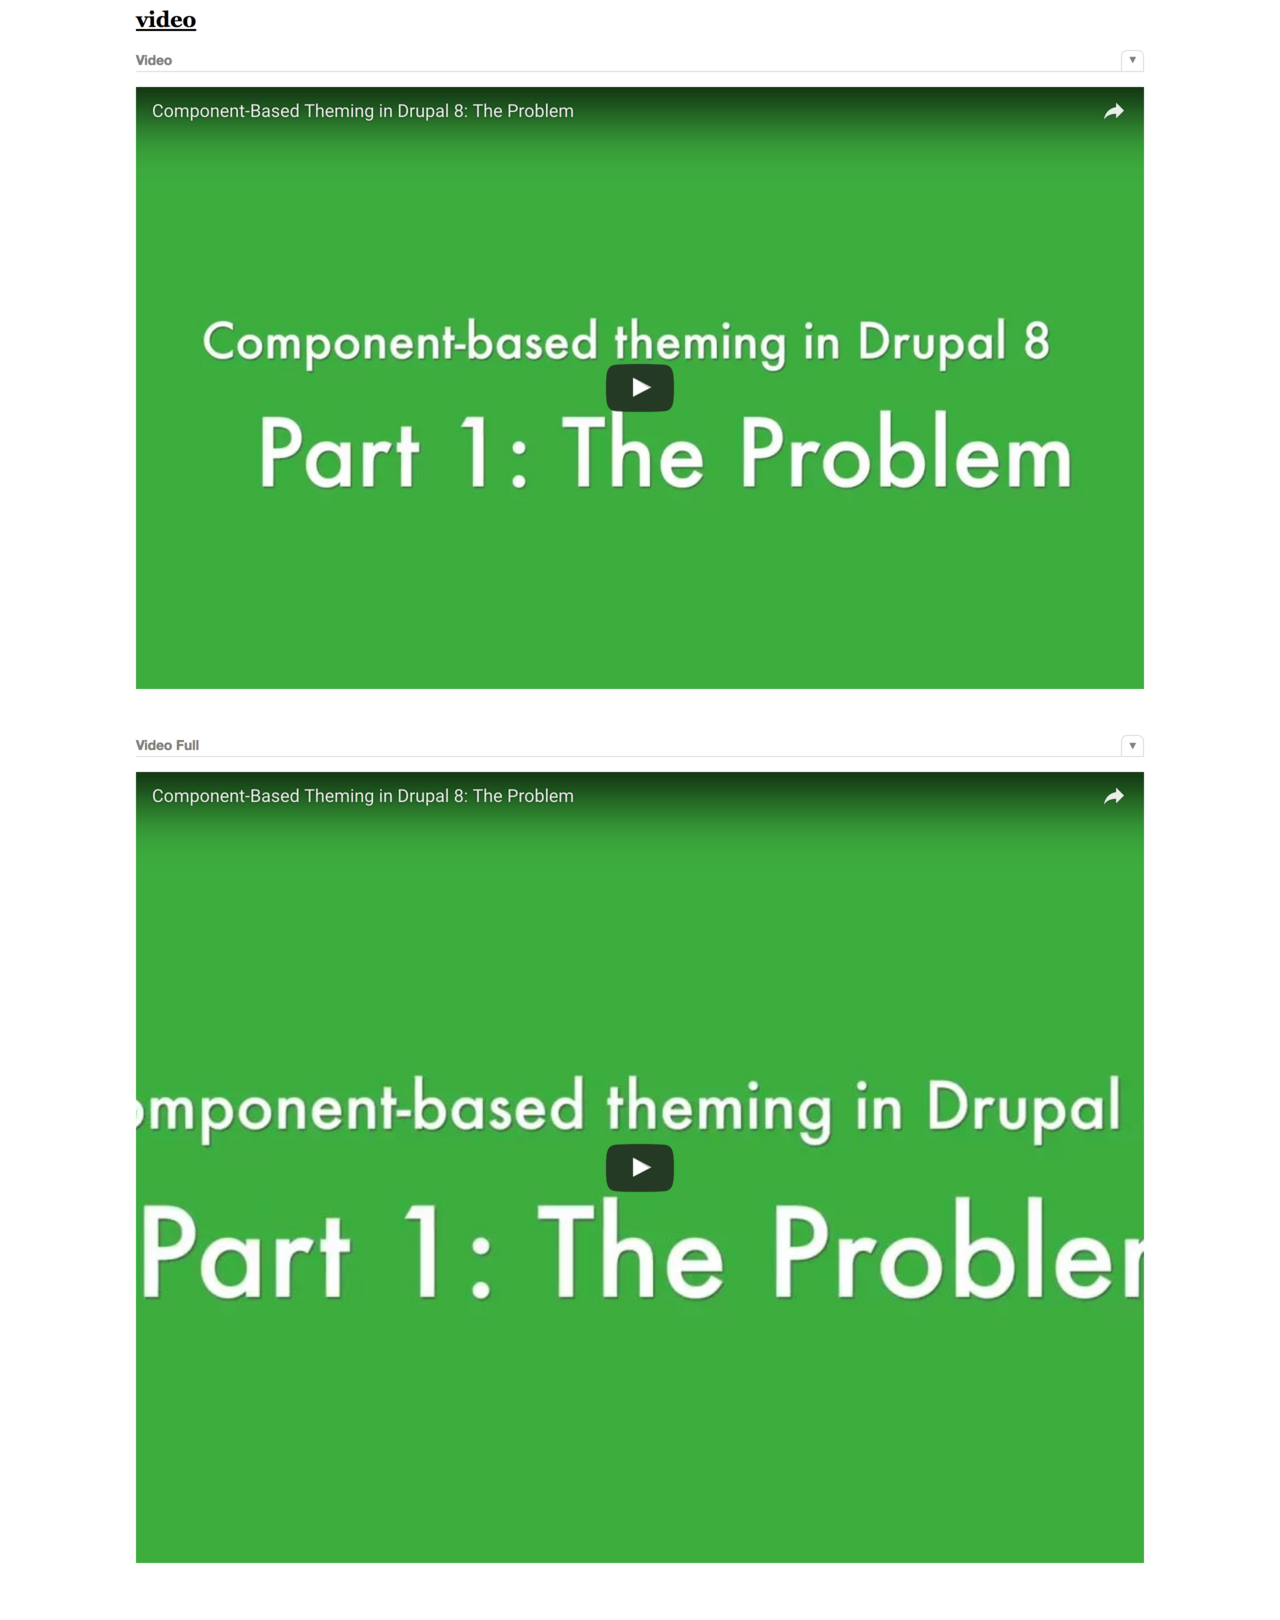 video
Video
Component-Based Theming in Drupal 8: The Problem
Component-based theming in Drupal 8
Part 1: The Problem
Video Full
Component-Based Theming in Drupal 8: The Problem
omponent-based theming in Drupal
Part 1: The Probler